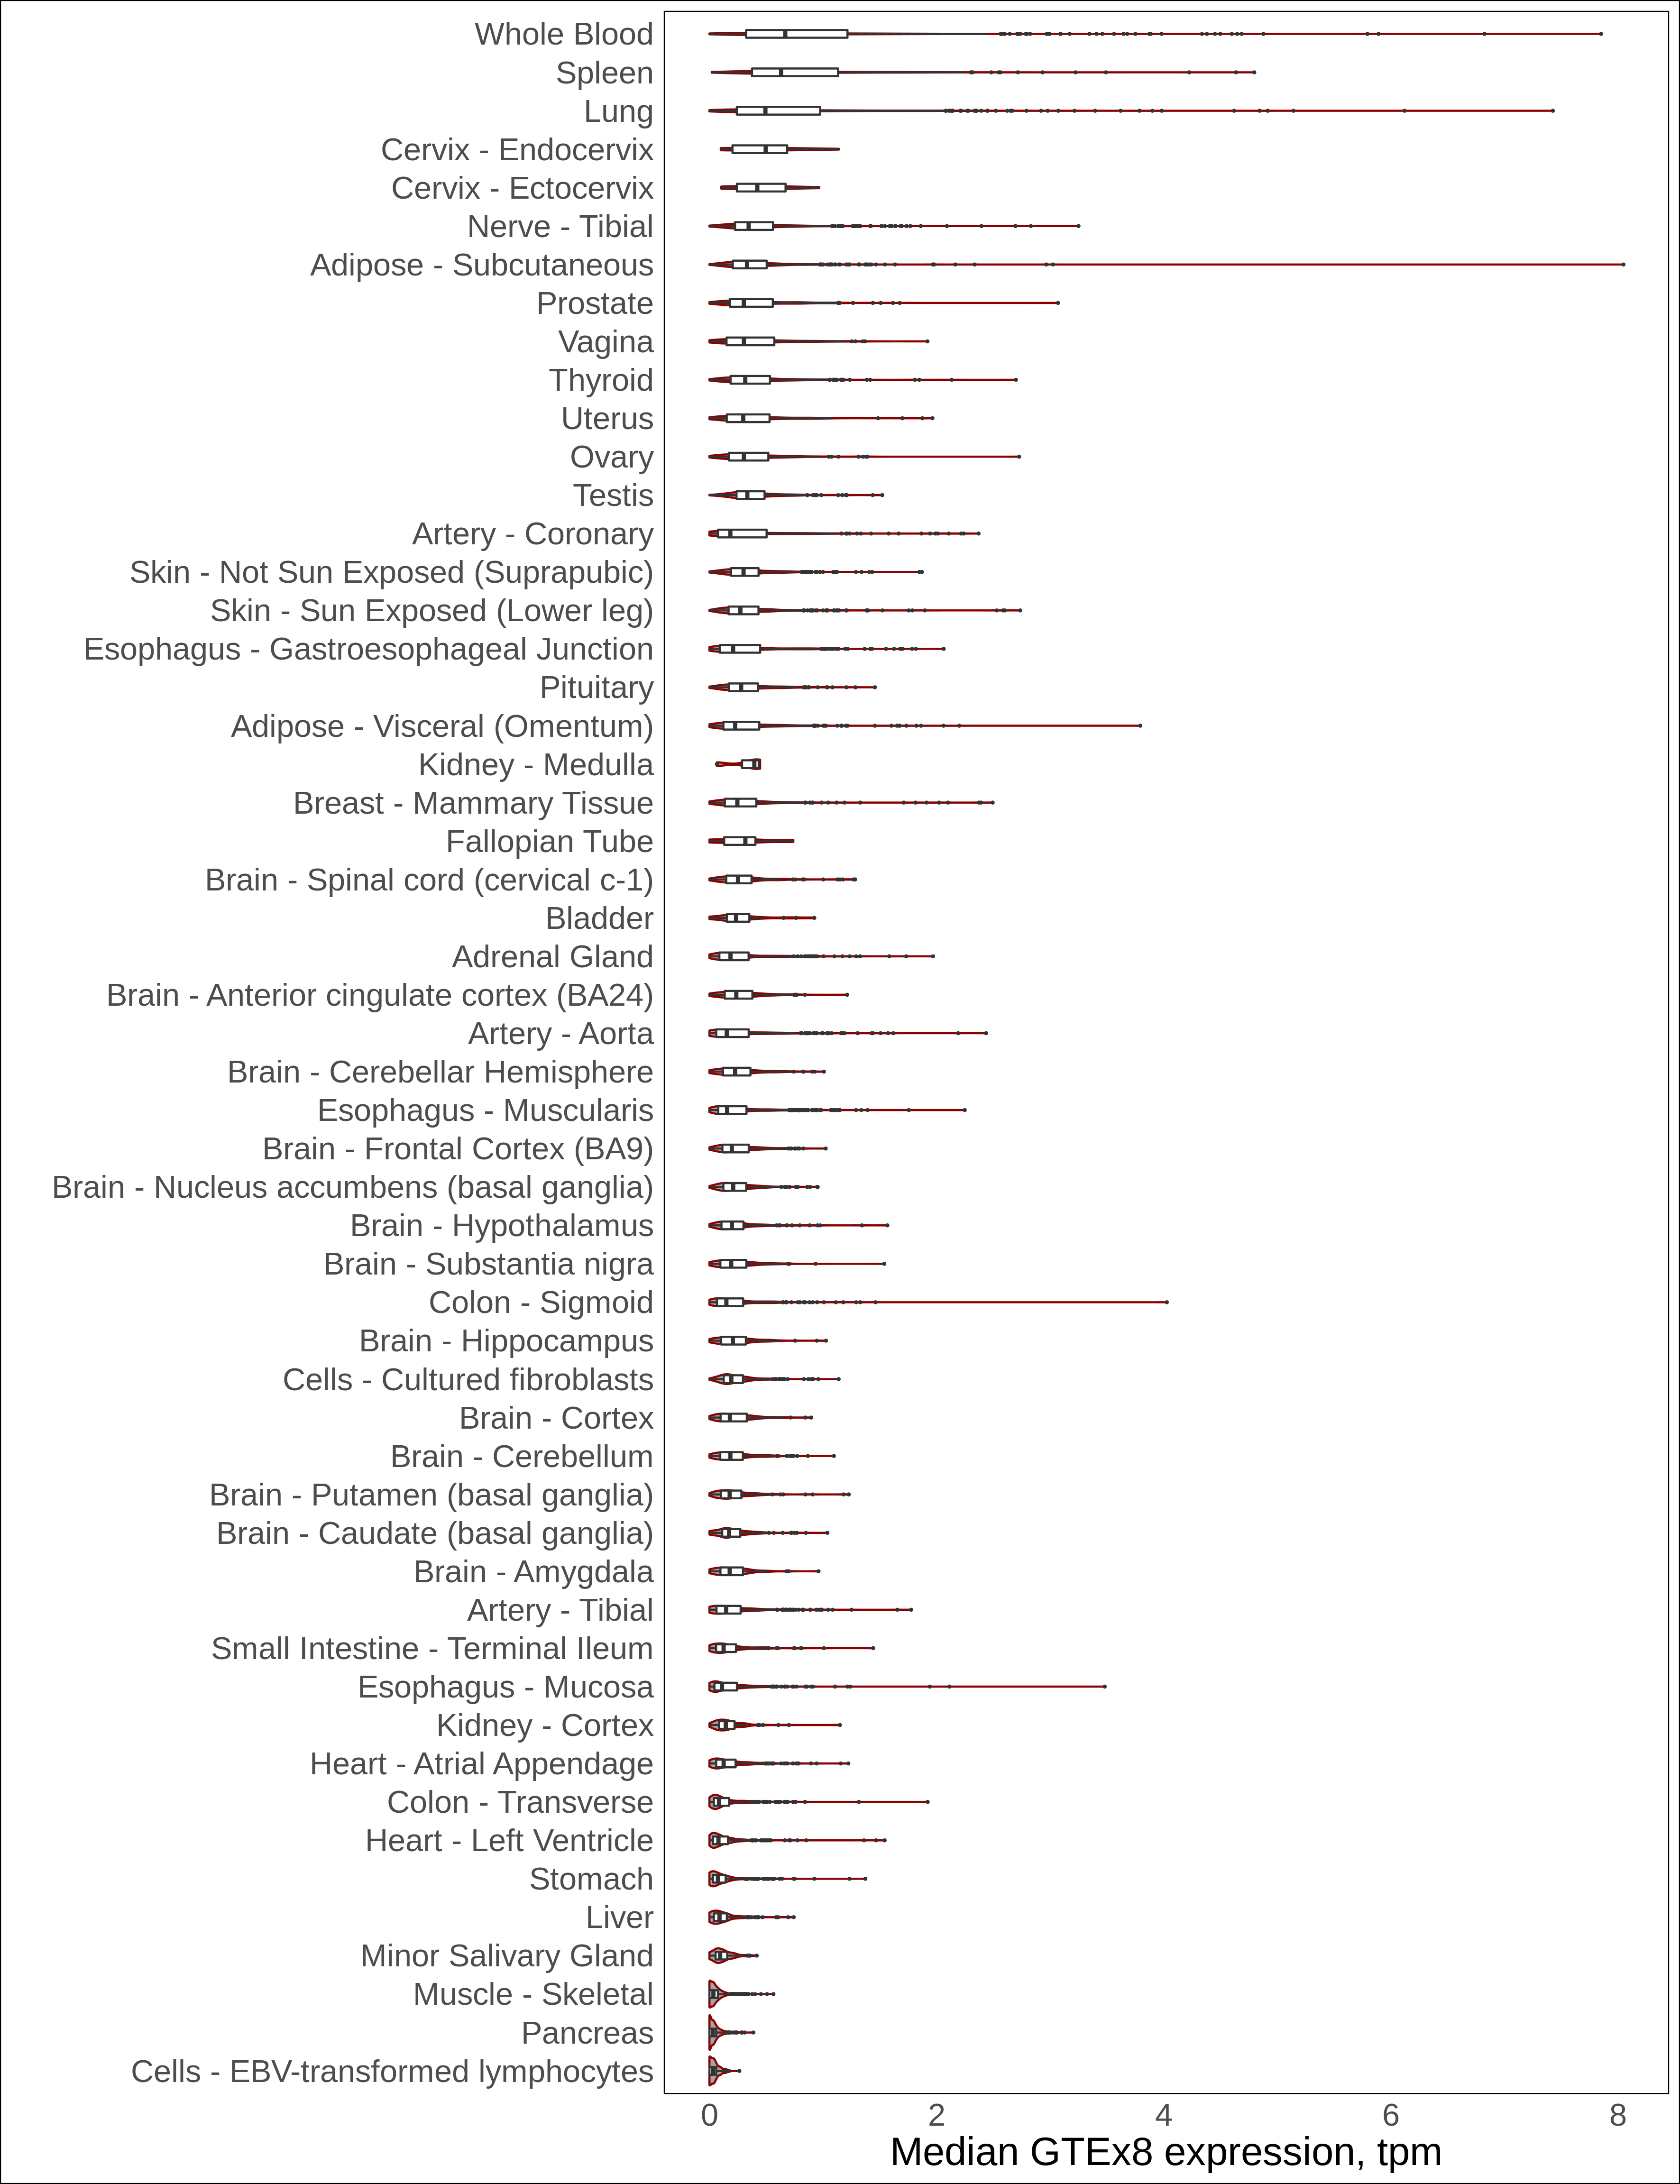 Whole Blood
Spleen
Lung
Cervix - Endocervix
Cervix - Ectocervix
Nerve - Tibial
Adipose - Subcutaneous
Prostate
Vagina
Thyroid
Uterus
Ovary
Testis
Artery - Coronary
Skin - Not Sun Exposed (Suprapubic)
Skin - Sun Exposed (Lower leg)
Esophagus - Gastroesophageal Junction
Pituitary
Adipose - Visceral (Omentum)
Kidney - Medulla
Breast - Mammary Tissue
Fallopian Tube
Brain - Spinal cord (cervical c-1)
Bladder
Adrenal Gland
Brain - Anterior cingulate cortex (BA24)
Artery - Aorta
Brain - Cerebellar Hemisphere
Esophagus - Muscularis
Brain - Frontal Cortex (BA9)
Brain - Nucleus accumbens (basal ganglia)
Brain - Hypothalamus
Brain - Substantia nigra
Colon - Sigmoid
Brain - Hippocampus
Cells - Cultured fibroblasts
Brain - Cortex
Brain - Cerebellum
Brain - Putamen (basal ganglia)
Brain - Caudate (basal ganglia)
Brain - Amygdala
Artery - Tibial
Small Intestine - Terminal Ileum
Esophagus - Mucosa
Kidney - Cortex
Heart - Atrial Appendage
Colon - Transverse
Heart - Left Ventricle
Stomach
Liver
Minor Salivary Gland
Muscle - Skeletal
Pancreas
Cells - EBV-transformed lymphocytes
0 2 4 6 8
Median GTEx8 expression, tpm